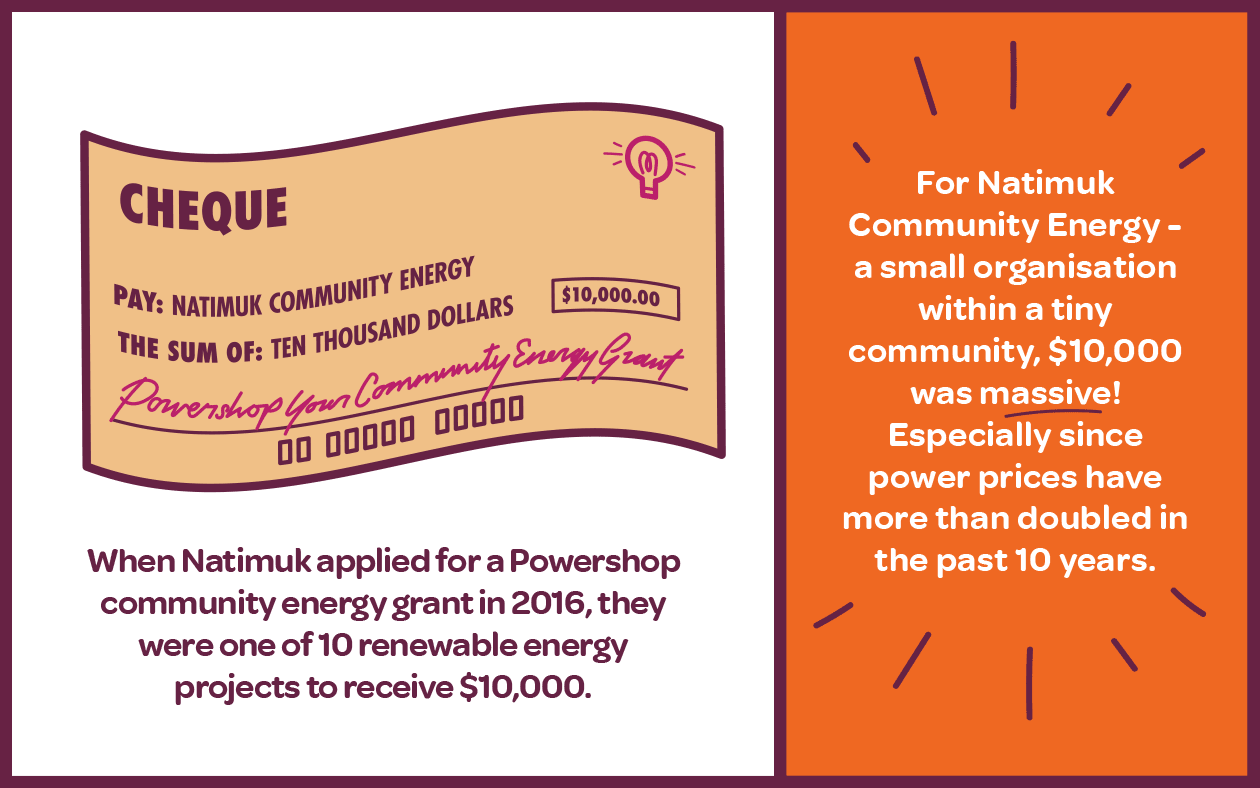 CHEQUE
PAY: NATIMUK COMMUNITY ENERGY
$10,000.00
THE SUM OF: TEN THOUSAND DOLLARS
Powershop Your Community Energy Grant
When Natimuk applied for a Powershop
community energy grant in 2016, they
were one of 10 renewable energy
projects to receive $10,000.
For Natimuk
Community Energy -
a small organisation
within a tiny
community, $10,000
was massive!
Especially since
power prices have
more than doubled in
the past 10 years.